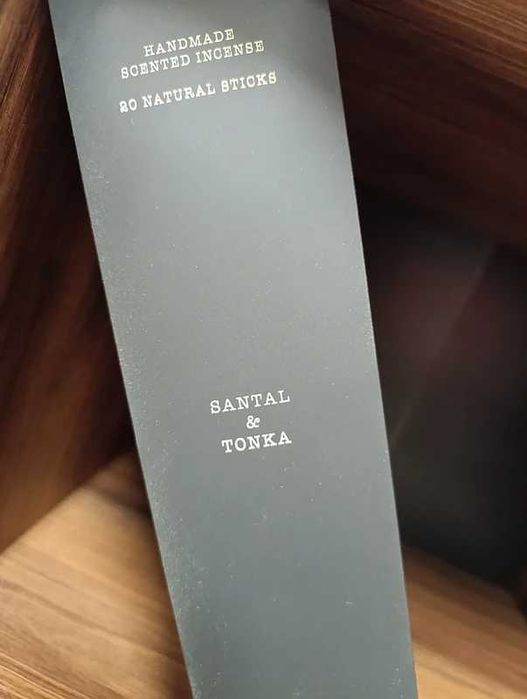 HANDMADE
SCENTED INCENSE
20 NATURAL STICKS
SANTAL
&
TONKA